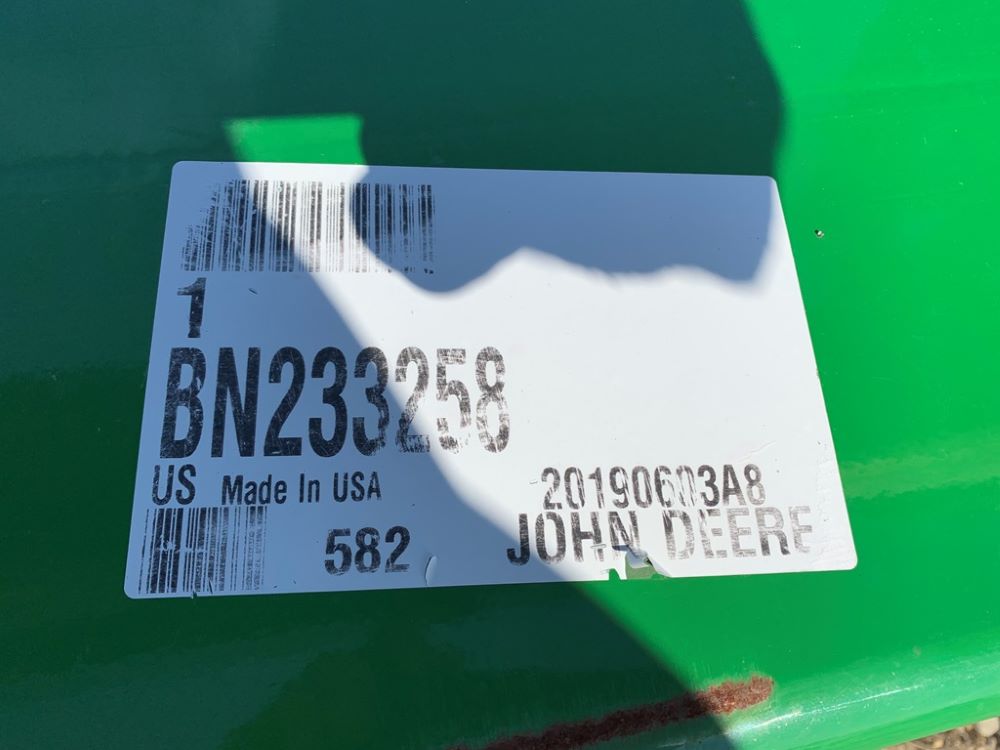 1
BN233258
US Made In USA
20190603A8
582
JOHN DEERE